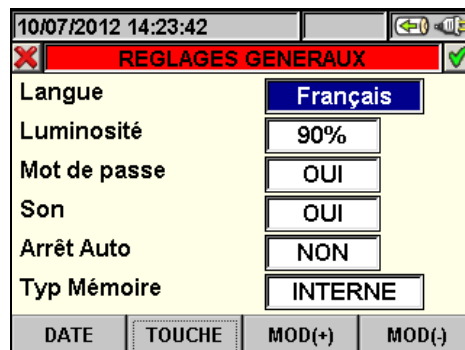 10/07/2012 14:23:42
REGLAGES GENERAUX
Langue Français
Luminosité 90%
Mot de passe OUI
Son OUI
Arrêt Auto NON
Typ Mémoire INTERNE
DATE TOUCHE MOD(+) MOD(-)